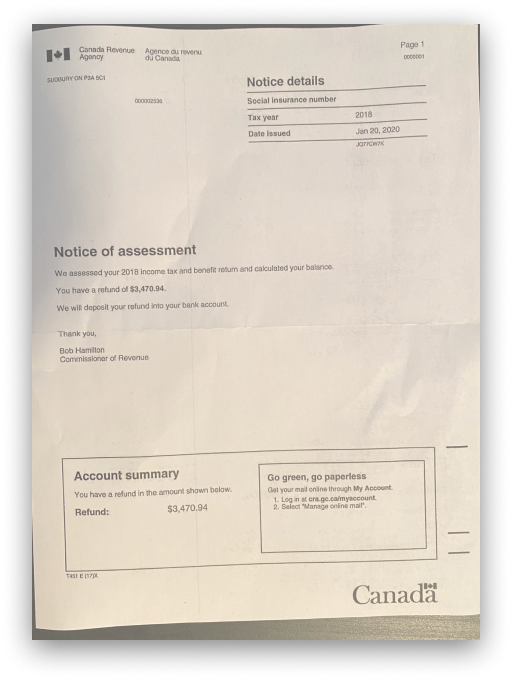 Canada Revenue Agence du revenu
Agency du Canada
Page 1
0000001
SUDBURY ON P3A 5C1
000002536
Notice details
Social insurance number
Tax year 2018
Date issued Jan 20, 2020
Notice of assessment
We assessed your 2018 income tax and benefit return and calculated your balance.
You have a refund of $3,470.94.
We will deposit your refund into your bank account.
Thank you,
Bob Hamilton
Commissioner of Revenue
Account summary
You have a refund in the amount shown below.
Refund: $3,470.94
Go green, go paperless
Get your mail online through My Account.
1. Log in at cra.gc.ca/myaccount.
2. Select "Manage online mail".
T451 E (17)X
Canada